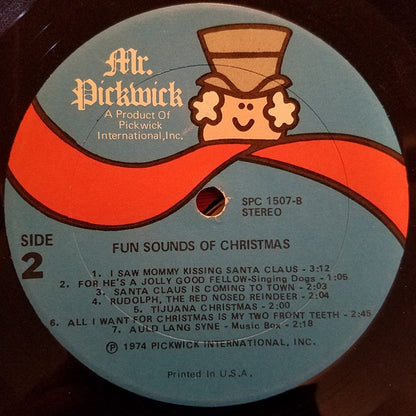 Mr.
Pickwick
A Product Of
Pickwick
International, Inc.
SPC 1507-B
STEREO
SIDE
2
FUN SOUNDS OF CHRISTMAS
1. I SAW MOMMY KISSING SANTA CLAUS - 3:12
2. FOR HE'S A JOLLY GOOD FELLOW-Singing Dogs - 1:05
3. SANTA CLAUS IS COMING TO TOWN - 2:03
4. RUDOLPH, THE RED NOSED REINDEER - 2:04
5. TIJUANA CHRISTMAS - 2:00
6. ALL I WANT FOR CHRISTMAS IS MY TWO FRONT TEETH - 2:45
7. AULD LANG SYNE - Music Box - 2:18
Ⓟ 1974 PICKWICK INTERNATIONAL, INC.
Printed In U.S.A.